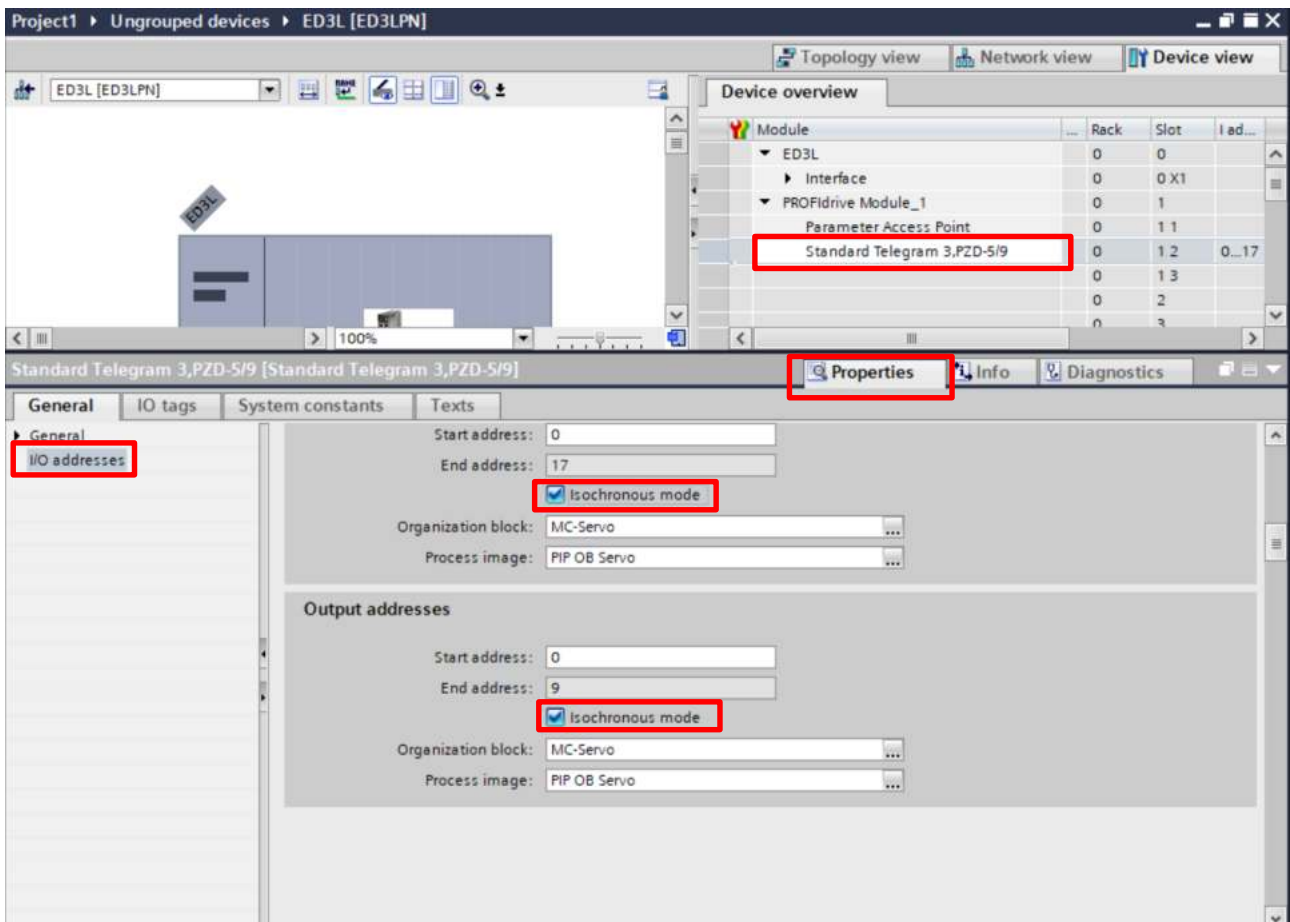 Project1 ▸ Ungrouped devices ▸ ED3L [ED3LPN]
Topology view Network view Device view
ED3L [ED3LPN]
Device overview
Module ... Rack Slot I ad...
ED3L 0 0
Interface 0 0 X1
PROFIdrive Module_1 0 1
Parameter Access Point 0 1 1
Standard Telegram 3,PZD-5/9 0 1 2 0...17
0 1 3
0 2
0 3
ED3L
100%
Standard Telegram 3,PZD-5/9 [Standard Telegram 3,PZD-5/9]
Properties Info Diagnostics
General IO tags System constants Texts
General
I/O addresses
Start address: 0
End address: 17
Isochronous mode
Organization block: MC-Servo ...
Process image: PIP OB Servo ...
Output addresses
Start address: 0
End address: 9
Isochronous mode
Organization block: MC-Servo ...
Process image: PIP OB Servo ...